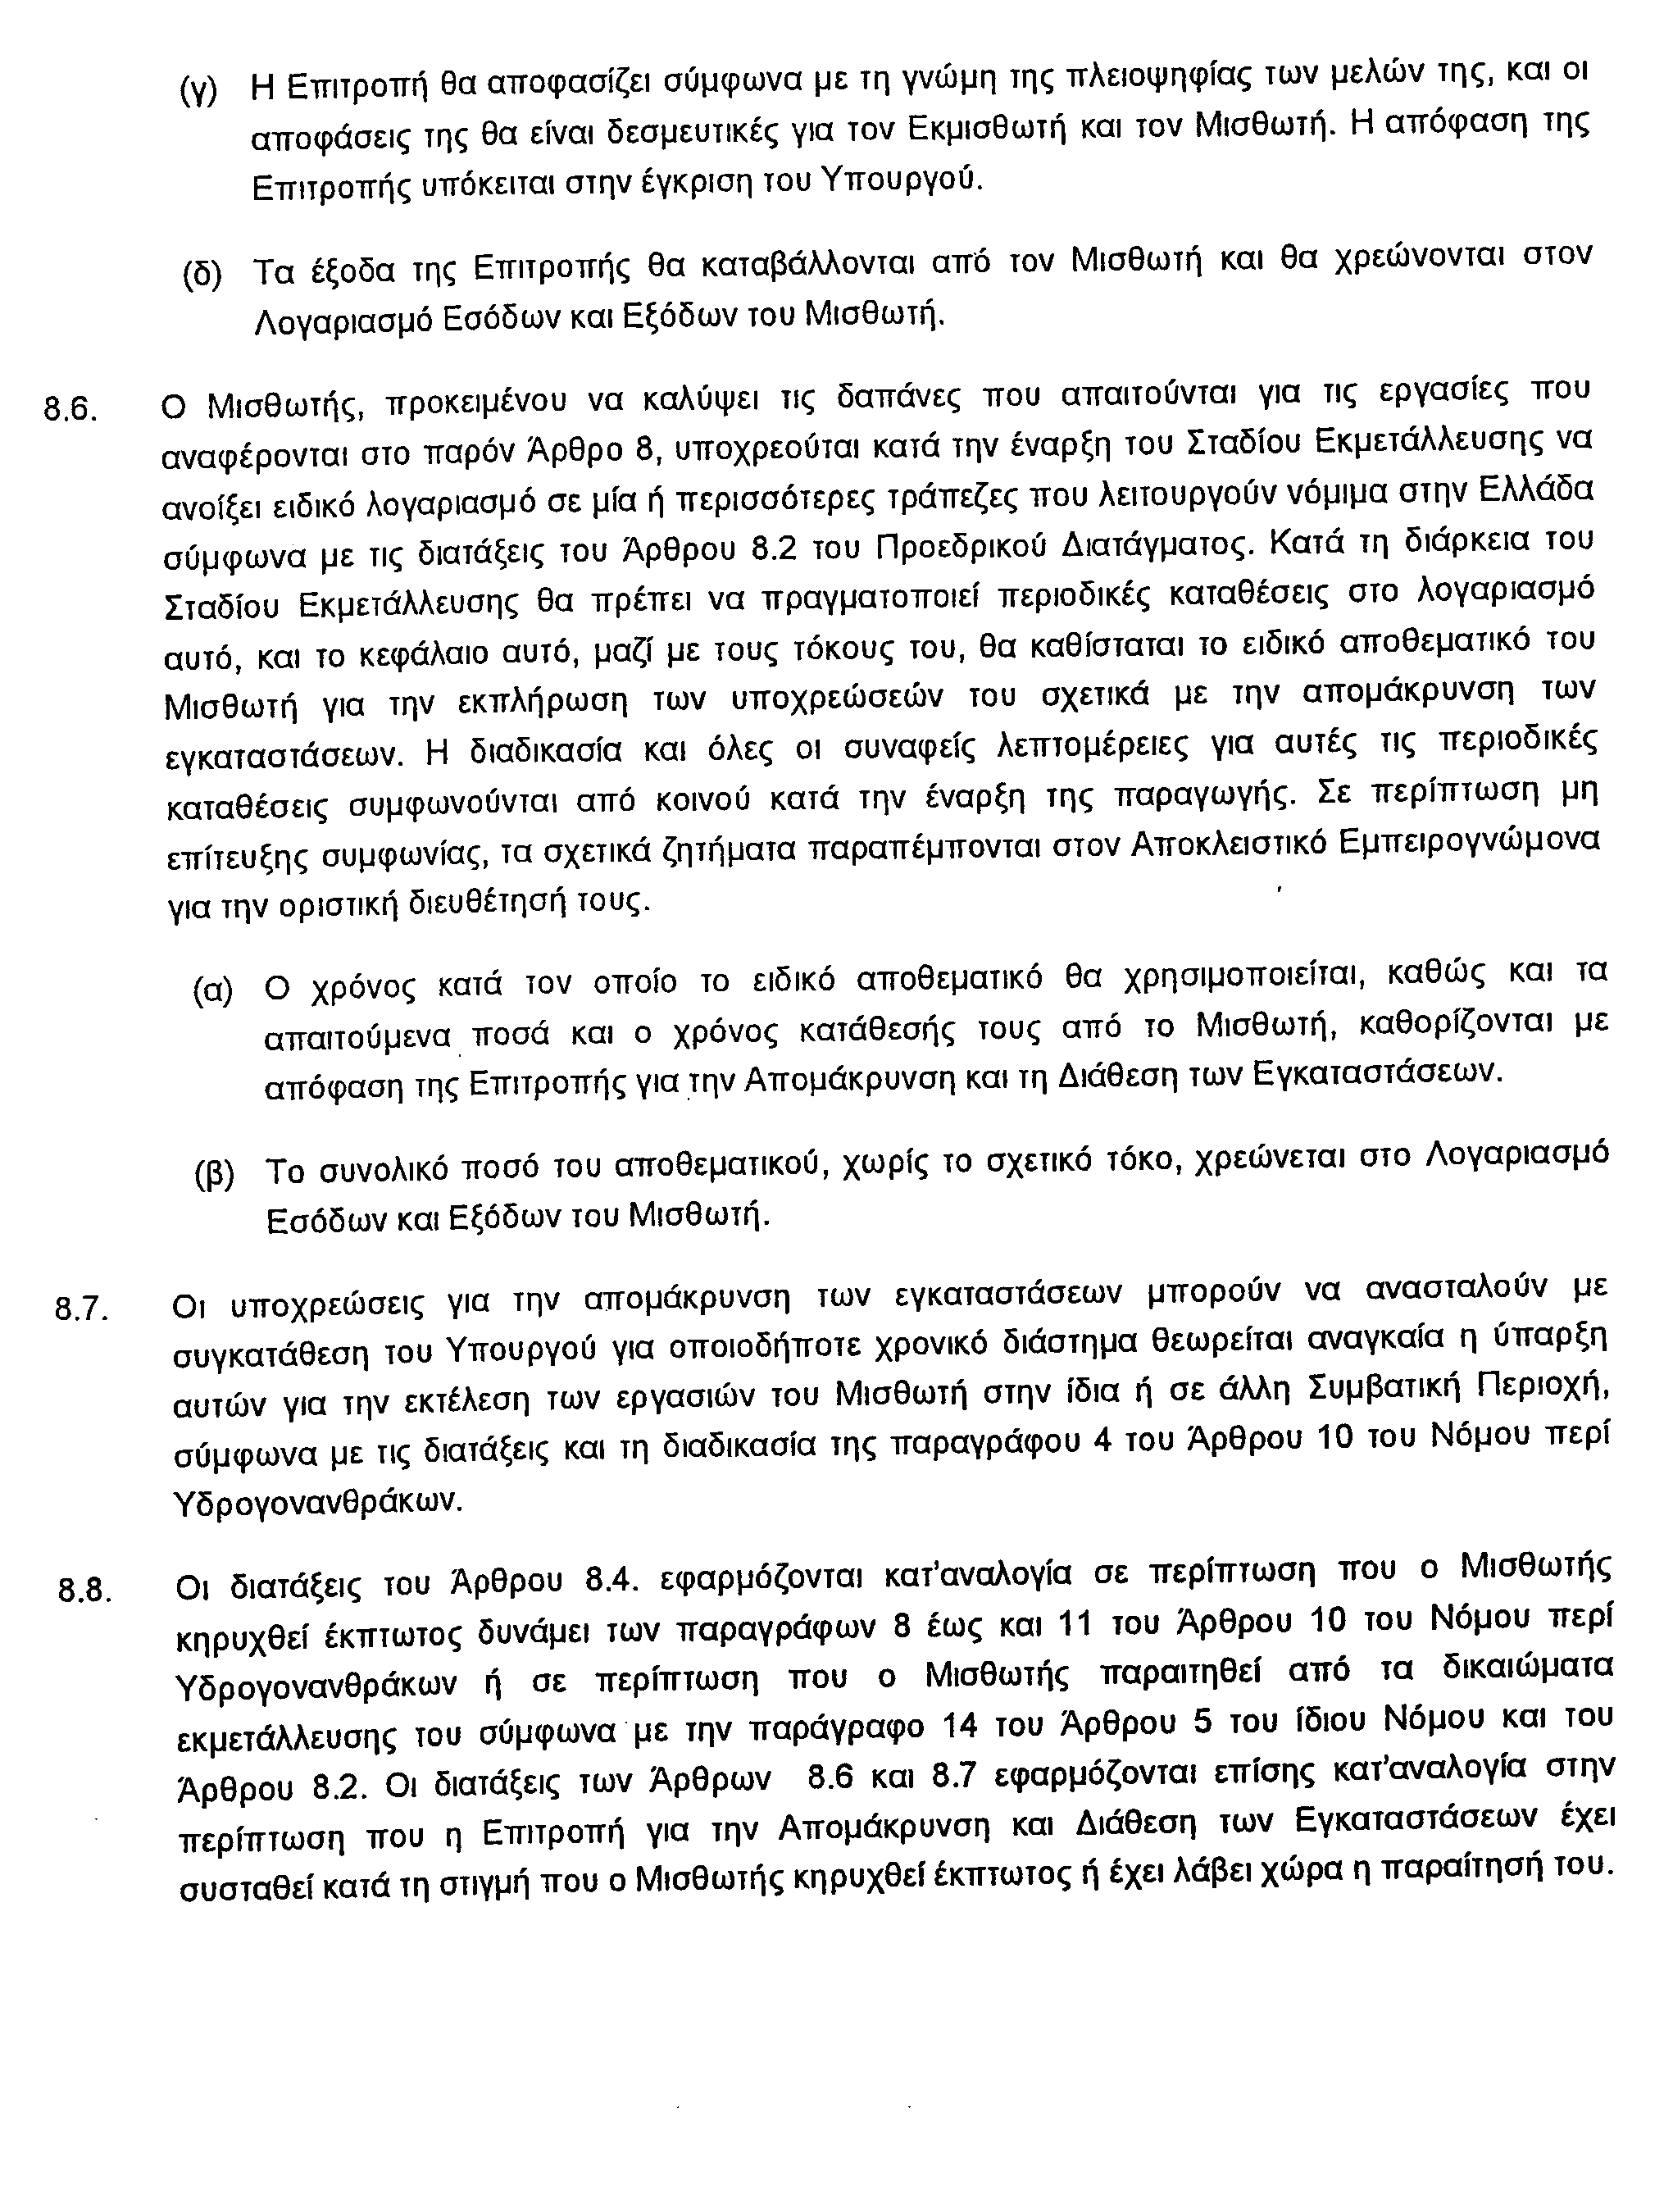 (γ) Η Επιτροπή θα αποφασίζει σύμφωνα με τη γνώμη της πλειοψηφίας των μελών της, και οι
αποφάσεις της θα είναι δεσμευτικές για τον Εκμισθωτή και τον Μισθωτή. Η απόφαση της
Επιτροπής υπόκειται στην έγκριση του Υπουργού.
(δ) Τα έξοδα της Επιτροπής θα καταβάλλονται από τον Μισθωτή και θα χρεώνονται στον
Λογαριασμό Εσόδων και Εξόδων του Μισθωτή.
8.6. Ο Μισθωτής, προκειμένου να καλύψει τις δαπάνες που απαιτούνται για τις εργασίες που
αναφέρονται στο παρόν Άρθρο 8, υποχρεούται κατά την έναρξη του Σταδίου Εκμετάλλευσης να
ανοίξει ειδικό λογαριασμό σε μία ή περισσότερες τράπεζες που λειτουργούν νόμιμα στην Ελλάδα
σύμφωνα με τις διατάξεις του Άρθρου 8.2 του Προεδρικού Διατάγματος. Κατά τη διάρκεια του
Σταδίου Εκμετάλλευσης θα πρέπει να πραγματοποιεί περιοδικές καταθέσεις στο λογαριασμό
αυτό, και το κεφάλαιο αυτό, μαζί με τους τόκους του, θα καθίσταται το ειδικό αποθεματικό του
Μισθωτή για την εκπλήρωση των υποχρεώσεών του σχετικά με την απομάκρυνση των
εγκαταστάσεων. Η διαδικασία και όλες οι συναφείς λεπτομέρειες για αυτές τις περιοδικές
καταθέσεις συμφωνούνται από κοινού κατά την έναρξη της παραγωγής. Σε περίπτωση μη
επίτευξης συμφωνίας, τα σχετικά ζητήματα παραπέμπονται στον Αποκλειστικό Εμπειρογνώμονα
για την οριστική διευθέτησή τους.
(α) Ο χρόνος κατά τον οποίο το ειδικό αποθεματικό θα χρησιμοποιείται, καθώς και τα
απαιτούμενα ποσά και ο χρόνος κατάθεσής τους από το Μισθωτή, καθορίζονται με
απόφαση της Επιτροπής για την Απομάκρυνση και τη Διάθεση των Εγκαταστάσεων.
(β) Το συνολικό ποσό του αποθεματικού, χωρίς το σχετικό τόκο, χρεώνεται στο Λογαριασμό
Εσόδων και Εξόδων του Μισθωτή.
8.7. Οι υποχρεώσεις για την απομάκρυνση των εγκαταστάσεων μπορούν να ανασταλούν με
συγκατάθεση του Υπουργού για οποιοδήποτε χρονικό διάστημα θεωρείται αναγκαία η ύπαρξη
αυτών για την εκτέλεση των εργασιών του Μισθωτή στην ίδια ή σε άλλη Συμβατική Περιοχή,
σύμφωνα με τις διατάξεις και τη διαδικασία της παραγράφου 4 του Άρθρου 10 του Νόμου περί
Υδρογονανθράκων.
8.8. Οι διατάξεις του Άρθρου 8.4. εφαρμόζονται κατ'αναλογία σε περίπτωση που ο Μισθωτής
κηρυχθεί έκπτωτος δυνάμει των παραγράφων 8 έως και 11 του Άρθρου 10 του Νόμου περί
Υδρογονανθράκων ή σε περίπτωση που ο Μισθωτής παραιτηθεί από τα δικαιώματα
εκμετάλλευσης του σύμφωνα με την παράγραφο 14 του Άρθρου 5 του ίδιου Νόμου και του
Άρθρου 8.2. Οι διατάξεις των Άρθρων 8.6 και 8.7 εφαρμόζονται επίσης κατ'αναλογία στην
περίπτωση που η Επιτροπή για την Απομάκρυνση και Διάθεση των Εγκαταστάσεων έχει
συσταθεί κατά τη στιγμή που ο Μισθωτής κηρυχθεί έκπτωτος ή έχει λάβει χώρα η παραίτησή του.